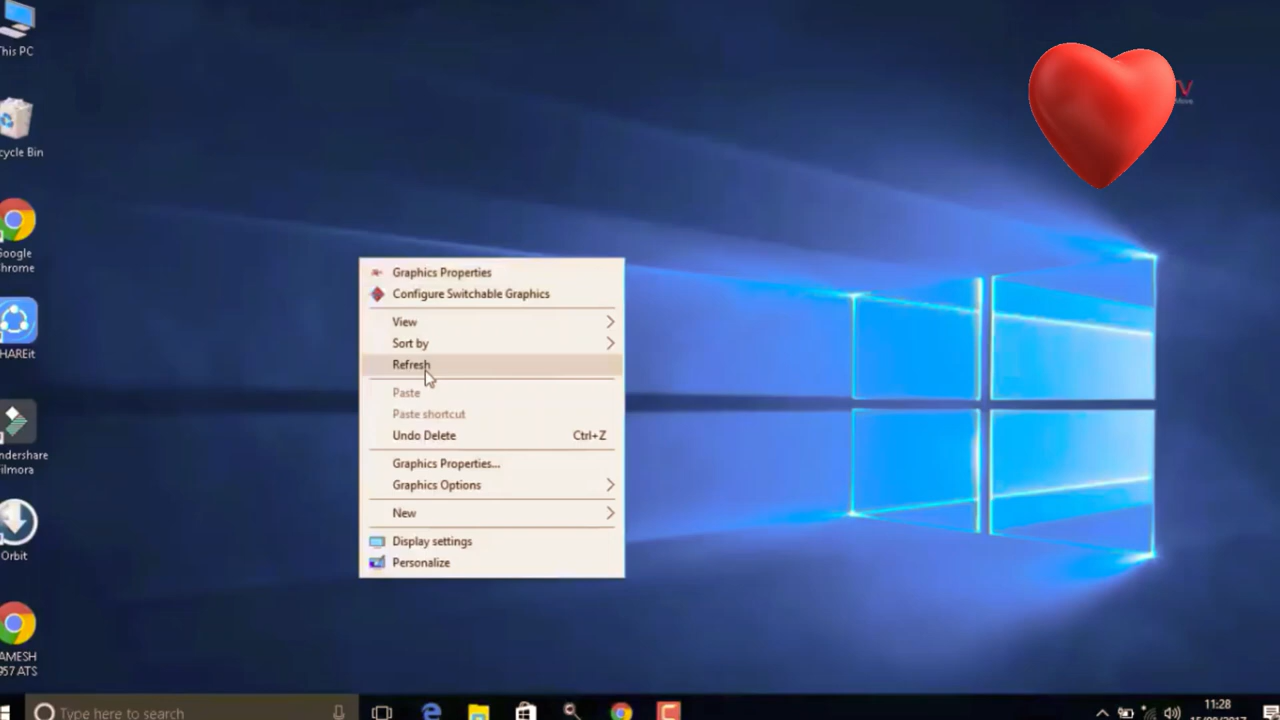 This PC
cycle Bin
Google
hrome
HAREit
ndershare
ilmora
Orbit
AMESH
957 ATS
V
Move
Graphics Properties
Configure Switchable Graphics
View
Sort by
Refresh
Paste
Paste shortcut
Undo Delete Ctrl+Z
Graphics Properties...
Graphics Options
New
Display settings
Personalize
Type here to search
11:28